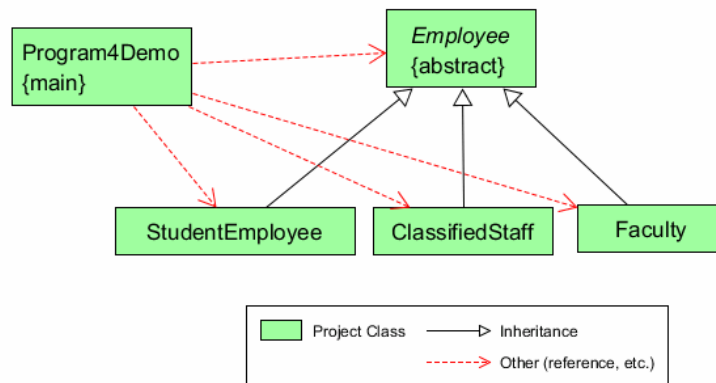 Program4Demo
{main}
Employee
{abstract}
StudentEmployee
ClassifiedStaff
Faculty
Project Class
Inheritance
Other (reference, etc.)